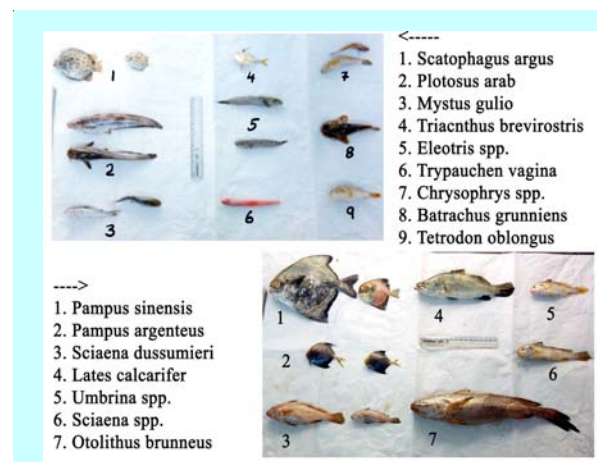 <-----
1. Scatophagus argus
2. Plotosus arab
3. Mystus gulio
4. Triacnthus brevirostris
5. Eleotris spp.
6. Trypauchen vagina
7. Chrysophrys spp.
8. Batrachus grunniens
9. Tetrodon oblongus
1
2
3
4
5
6
7
8
9
---->
1. Pampus sinensis
2. Pampus argenteus
3. Sciaena dussumieri
4. Lates calcarifer
5. Umbrina spp.
6. Sciaena spp.
7. Otolithus brunneus
1
2
3
4
5
6
7